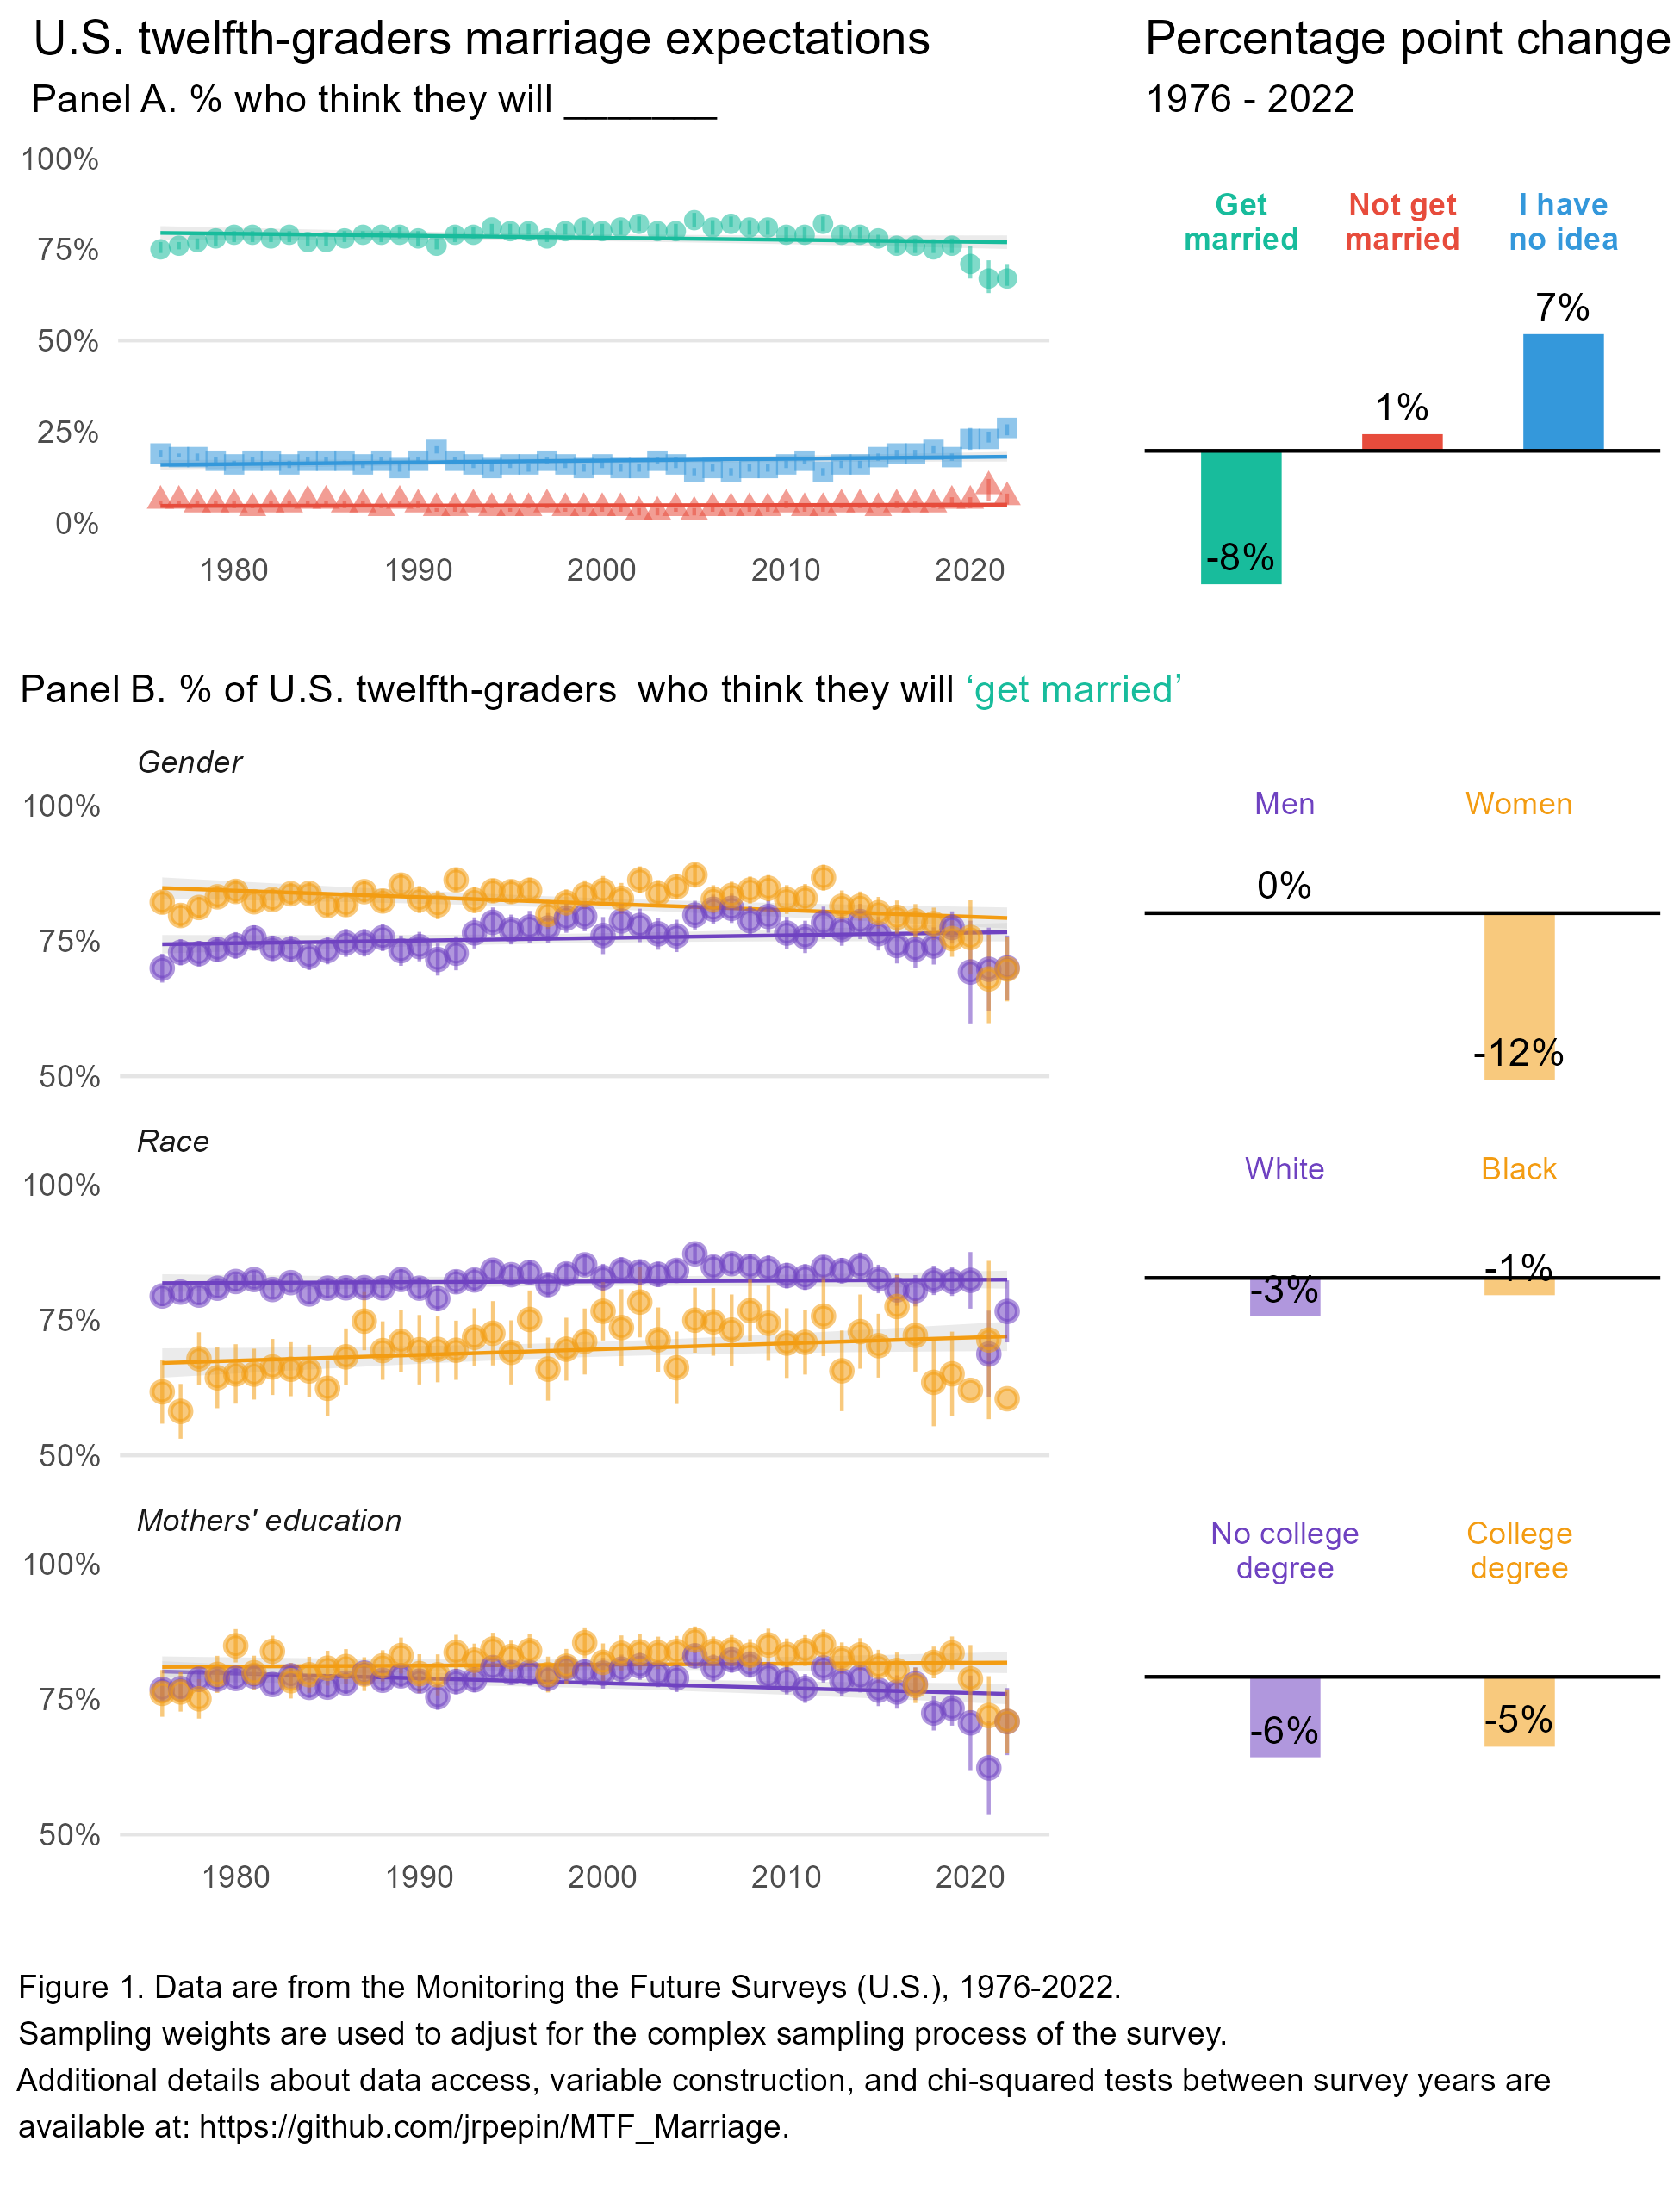 U.S. twelfth-graders marriage expectations
Percentage point change
Panel A. % who think they will _______
1976 - 2022
100%
75%
50%
25%
0%
1980 1990 2000 2010 2020
Get married
Not get married
I have no idea
-8%
1%
7%
Panel B. % of U.S. twelfth-graders who think they will ‘get married’
Gender
100%
75%
50%
Men Women
0%
-12%
Race
100%
75%
50%
White Black
-3%
-1%
Mothers' education
100%
75%
50%
1980 1990 2000 2010 2020
No college degree
College degree
-6%
-5%
Figure 1. Data are from the Monitoring the Future Surveys (U.S.), 1976-2022.
Sampling weights are used to adjust for the complex sampling process of the survey.
Additional details about data access, variable construction, and chi-squared tests between survey years are
available at: https://github.com/jrpepin/MTF_Marriage.